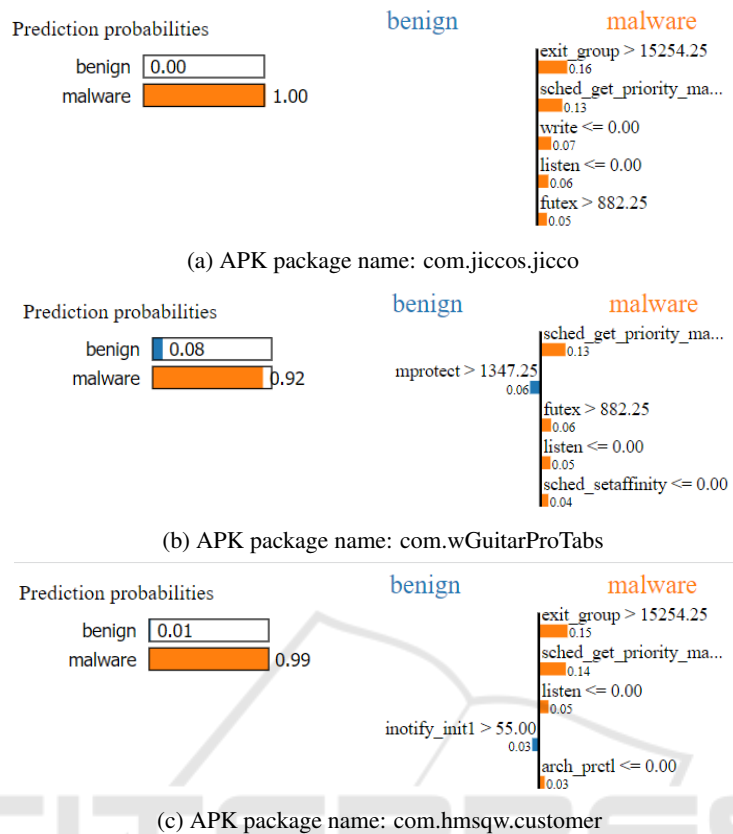 Prediction probabilities
benign 0.00
malware 1.00
benign malware
exit_group > 15254.25
0.16
sched_get_priority_ma...
0.13
write <= 0.00
0.07
listen <= 0.00
0.06
futex > 882.25
0.05
(a) APK package name: com.jiccos.jicco
Prediction probabilities
benign 0.08
malware 0.92
benign malware
sched_get_priority_ma...
0.13
mprotect > 1347.25
0.06
futex > 882.25
0.06
listen <= 0.00
0.05
sched_setaffinity <= 0.00
0.04
(b) APK package name: com.wGuitarProTabs
Prediction probabilities
benign 0.01
malware 0.99
benign malware
exit_group > 15254.25
0.15
sched_get_priority_ma...
0.14
listen <= 0.00
0.05
inotify_init1 > 55.00
0.03
arch_prctl <= 0.00
0.03
(c) APK package name: com.hmsqw.customer